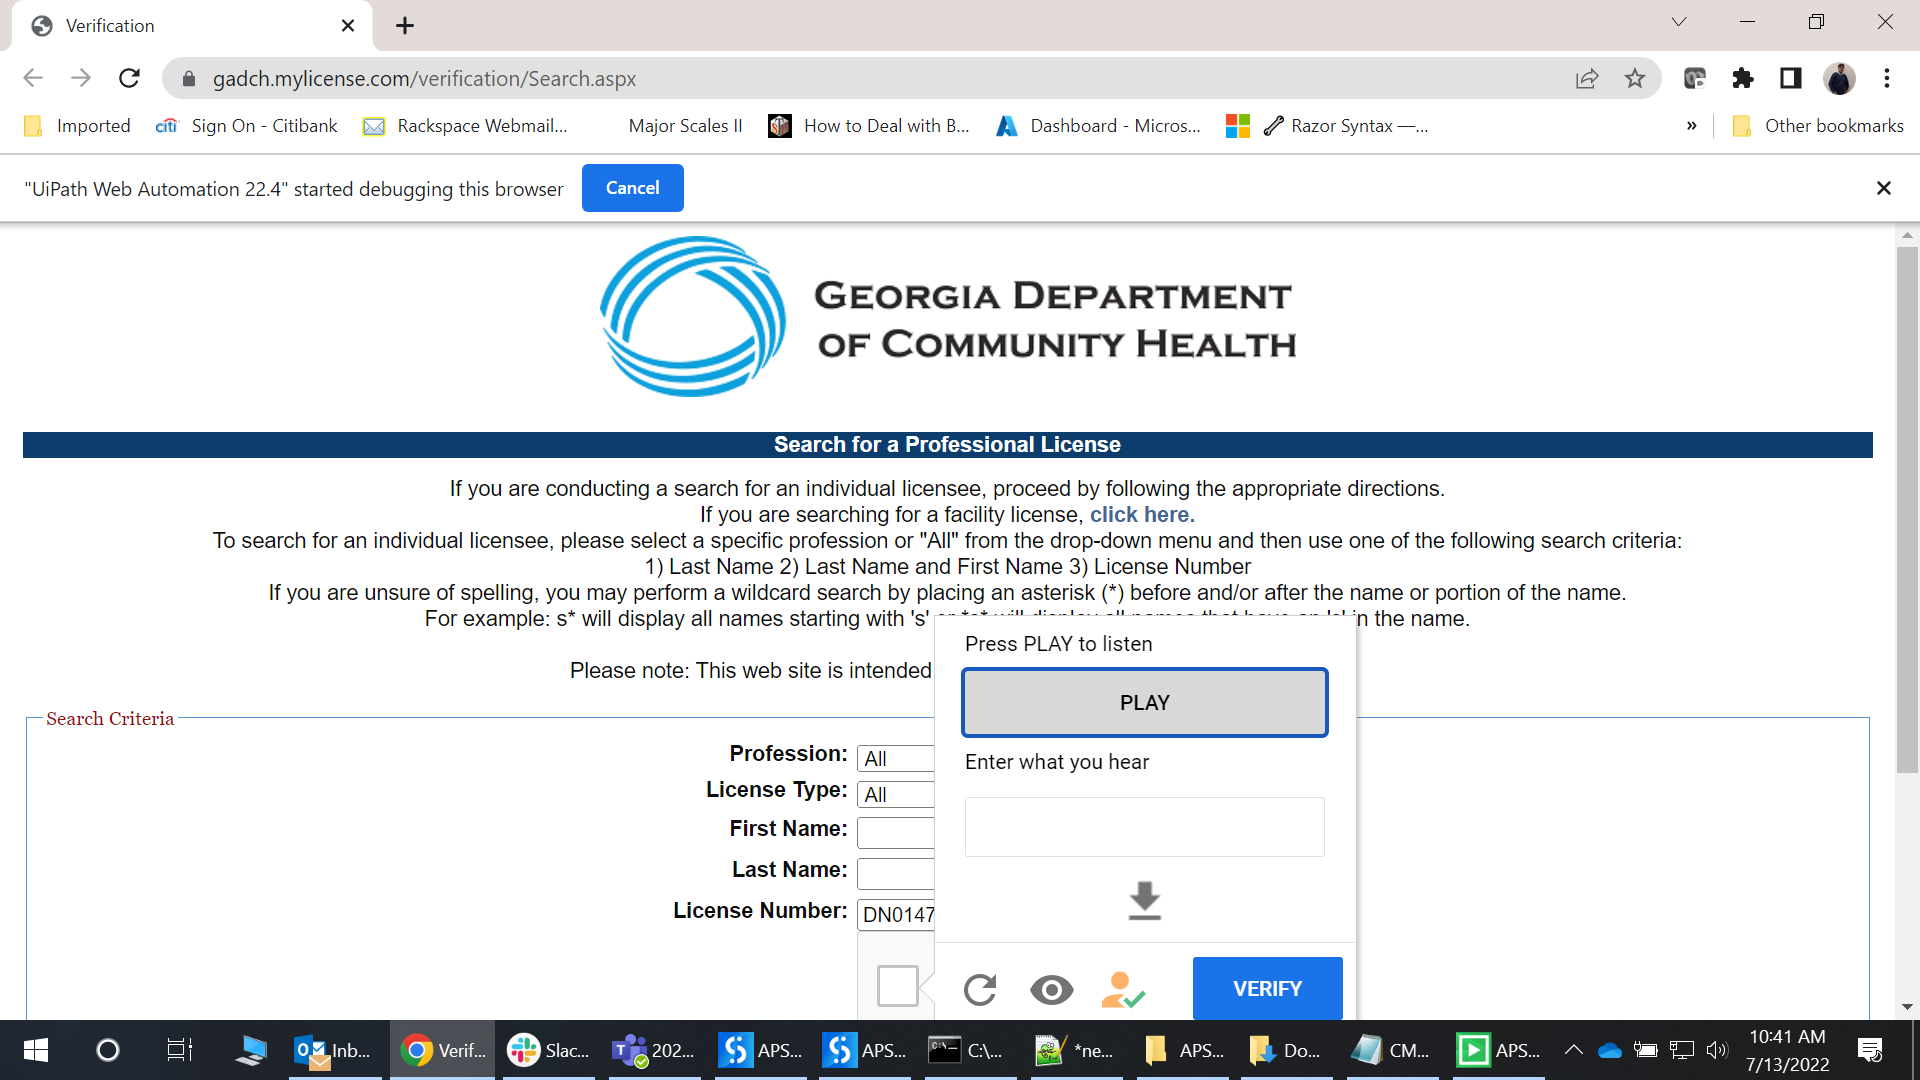 Verification
gadch.mylicense.com/verification/Search.aspx
Imported
citi Sign On - Citibank
Rackspace Webmail...
Major Scales II
How to Deal with B...
Dashboard - Micros...
Razor Syntax —...
»
Other bookmarks
"UiPath Web Automation 22.4" started debugging this browser
Cancel
GEORGIA DEPARTMENT
OF COMMUNITY HEALTH
Search for a Professional License
If you are conducting a search for an individual licensee, proceed by following the appropriate directions.
If you are searching for a facility license, click here.
To search for an individual licensee, please select a specific profession or "All" from the drop-down menu and then use one of the following search criteria:
1) Last Name 2) Last Name and First Name 3) License Number
If you are unsure of spelling, you may perform a wildcard search by placing an asterisk (*) before and/or after the name or portion of the name.
For example: s* will display all names starting with 's' in the name.
Please note: This web site is intended
Press PLAY to listen
PLAY
Enter what you hear
VERIFY
Search Criteria
Profession: All
License Type: All
First Name:
Last Name:
License Number: DN0147
Inb...
Verif...
Slac...
202...
APS...
APS...
C:\...
*ne...
APS...
Do...
CM...
APS...
10:41 AM
7/13/2022